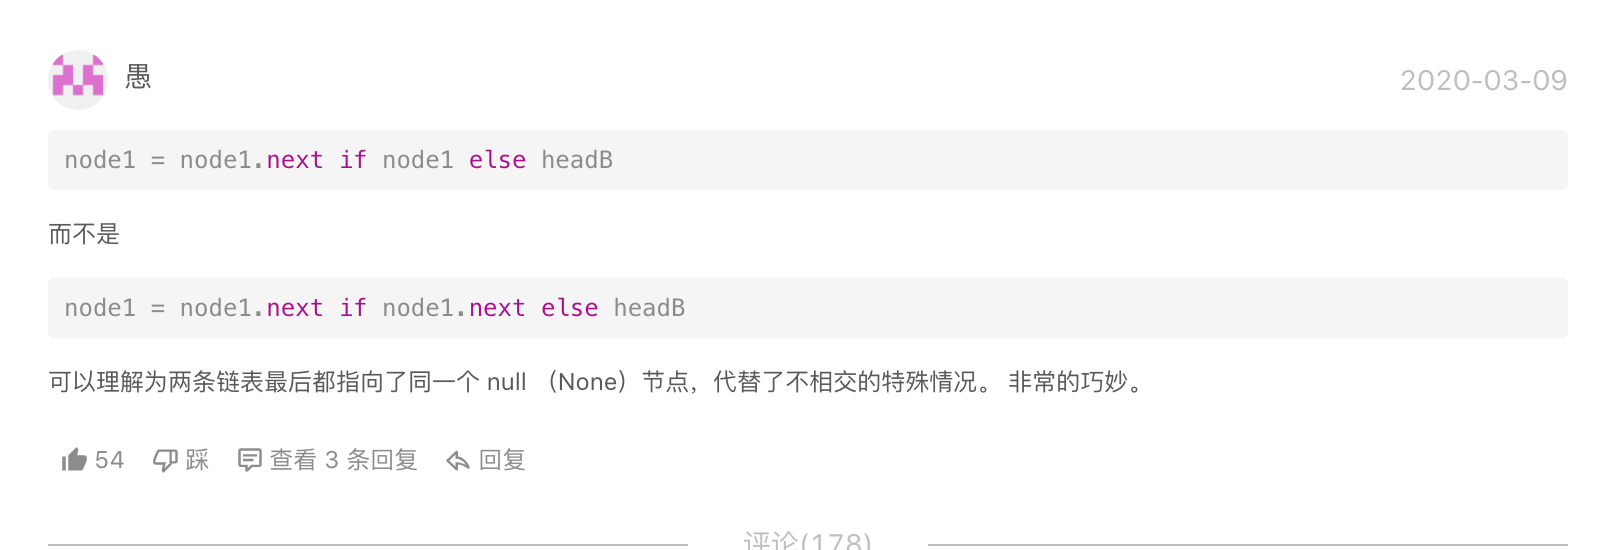 愚
2020-03-09
node1 = node1.next if node1 else headB
而不是
node1 = node1.next if node1.next else headB
可以理解为两条链表最后都指向了同一个 null （None）节点，代替了不相交的特殊情况。 非常的巧妙。
54 踩 查看 3 条回复 回复
评论(178)